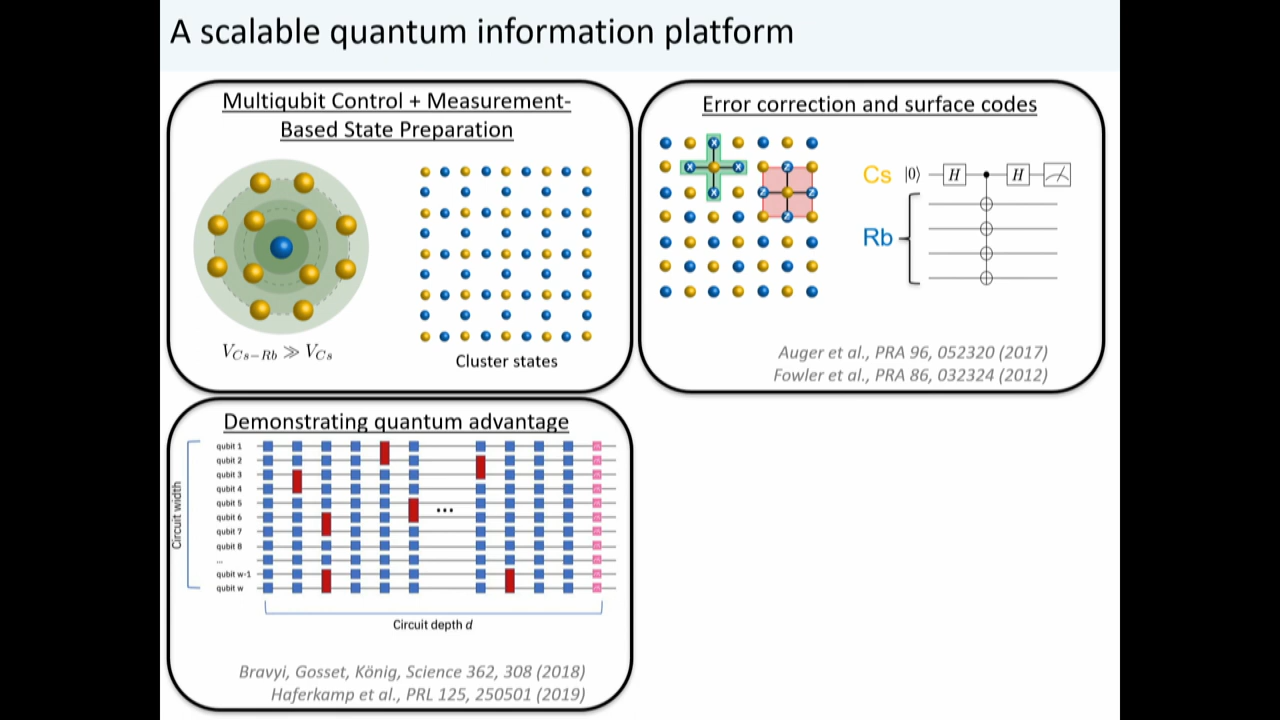 A scalable quantum information platform
Multiqubit Control + Measurement-
Based State Preparation
V_{Cs−Rb} ≫ V_{Cs}
Cluster states
Error correction and surface codes
X
X
X
X
Z
Z
Z
Z
Cs |0⟩ H H
Rb
Auger et al., PRA 96, 052320 (2017)
Fowler et al., PRA 86, 032324 (2012)
Demonstrating quantum advantage
Circuit width
qubit 1
qubit 2
qubit 3
qubit 4
qubit 5
qubit 6
qubit 7
qubit 8
...
qubit w-1
qubit w
...
Circuit depth d
Bravyi, Gosset, König, Science 362, 308 (2018)
Haferkamp et al., PRL 125, 250501 (2019)